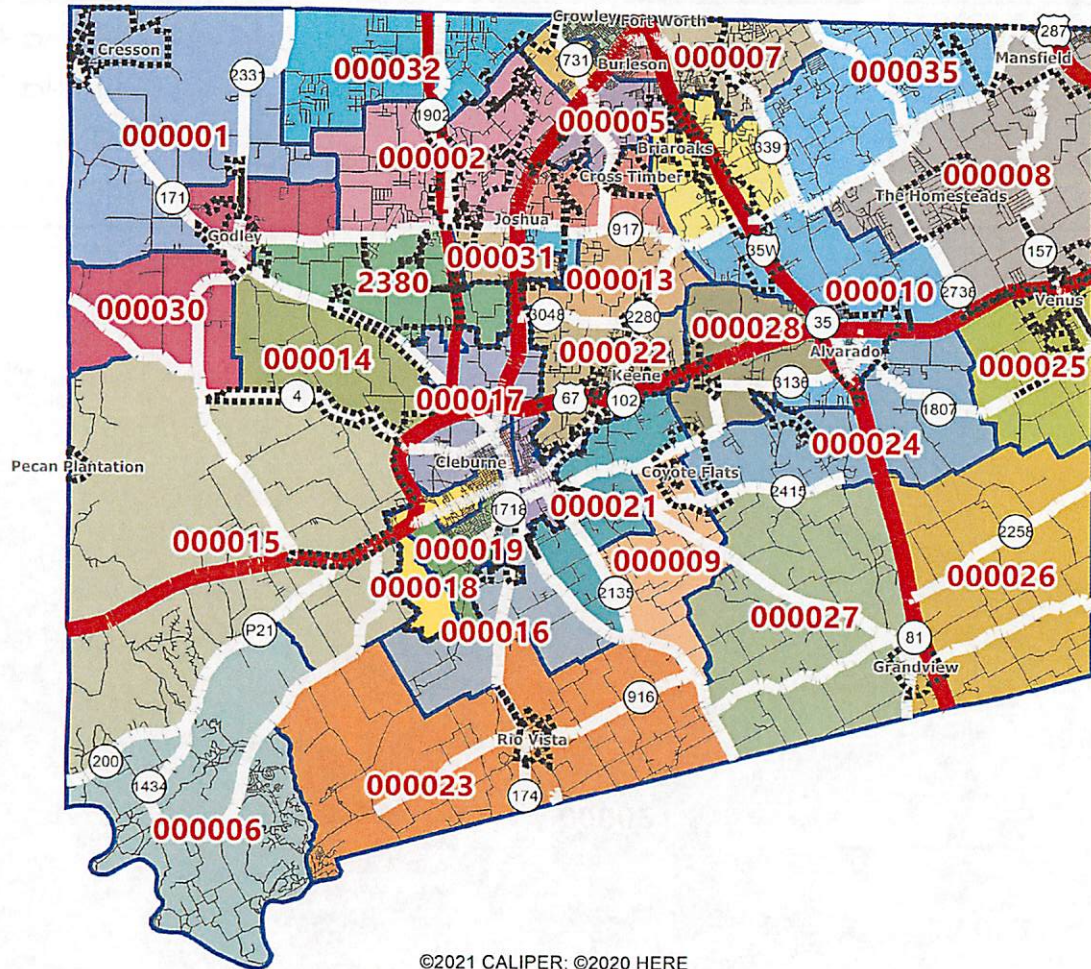 Crowley Fort Worth
287
Cresson
731
000007
Mansfield
2331
000032
Burleson
000035
1902
000005
000001
339
000002
Briaroaks
000008
Cross Timber
171
The Homesteads
Joshua
917
Godley
35W
157
000031
2380
000013
000010
2738
Venus
000030
3048
2280
000028
35
000014
000022
Alvarado
000025
Keene
3136
4
000017
67
102
1807
000024
Cleburne
Pecan Plantation
Coyote Flats
2415
1718
000021
2258
000015
000019
000009
000026
000018
2135
000027
000016
P21
81
Grandview
916
Rio Vista
200
1434
000023
174
000006
©2021 CALIPER; ©2020 HERE